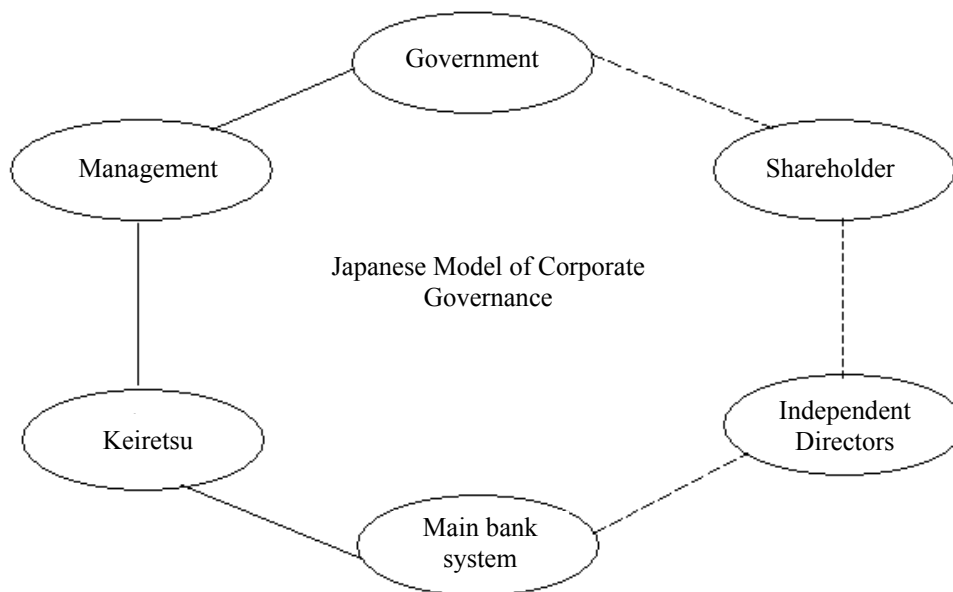 Government
Management
Shareholder
Japanese Model of Corporate
Governance
Independent
Directors
Keiretsu
Main bank
system